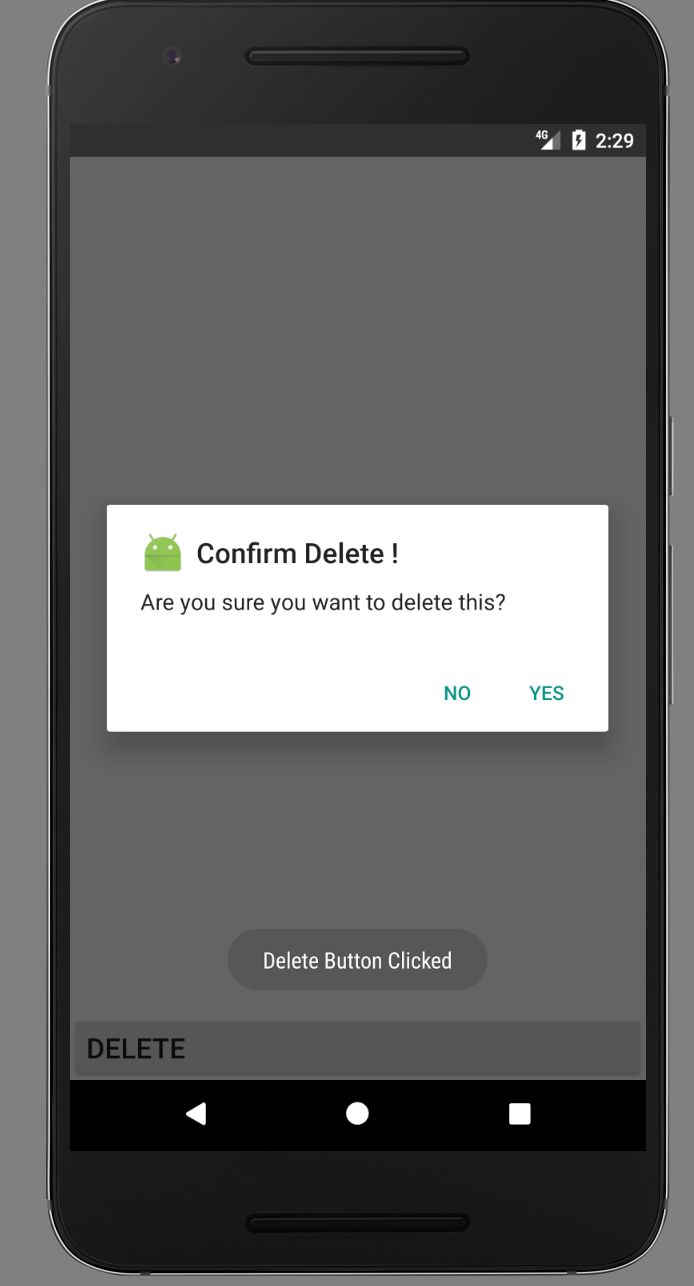 4G 2:29
Confirm Delete !
Are you sure you want to delete this?
NO YES
Delete Button Clicked
DELETE